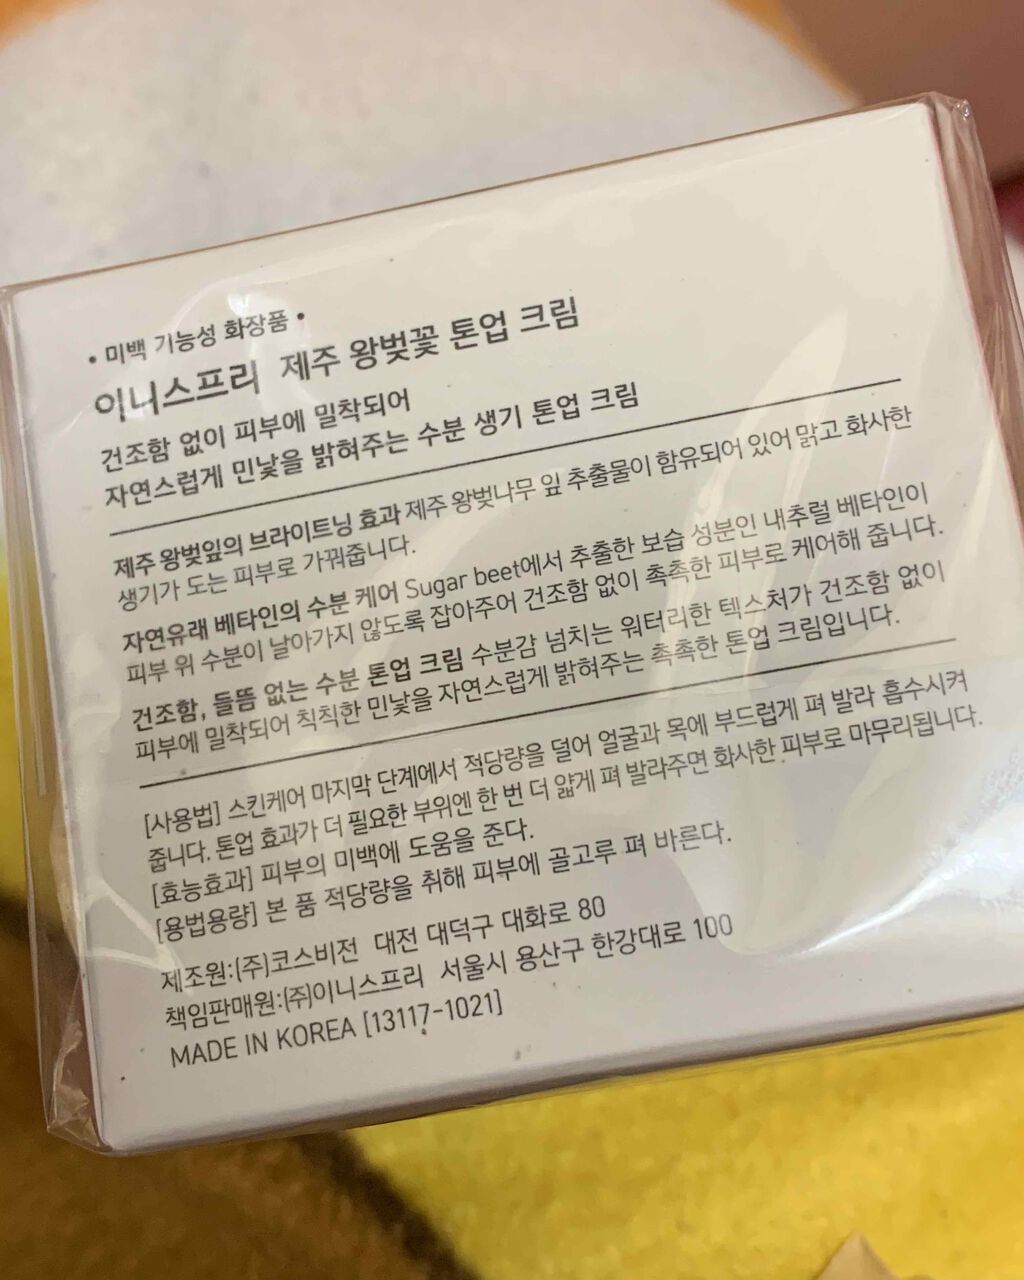 • 미백 기능성 화장품 •
이니스프리 제주 왕벚꽃 톤업 크림
건조함 없이 피부에 밀착되어
자연스럽게 민낯을 밝혀주는 수분 생기 톤업 크림
제주 왕벚잎의 브라이트닝 효과 제주 왕벚나무 잎 추출물이 함유되어 있어 맑고 화사한
생기가 도는 피부로 가꿔줍니다.
자연유래 베타인의 수분 케어 Sugar beet에서 추출한 보습 성분인 내추럴 베타인이
피부 위 수분이 날아가지 않도록 잡아주어 건조함 없이 촉촉한 피부로 케어해 줍니다.
건조함, 들뜸 없는 수분 톤업 크림 수분감 넘치는 워터리한 텍스처가 건조함 없이
피부에 밀착되어 칙칙한 민낯을 자연스럽게 밝혀주는 촉촉한 톤업 크림입니다.
[사용법] 스킨케어 마지막 단계에서 적당량을 덜어 얼굴과 목에 부드럽게 펴 발라 흡수시켜
줍니다. 톤업 효과가 더 필요한 부위엔 한 번 더 얇게 펴 발라주면 화사한 피부로 마무리됩니다.
[효능효과] 피부의 미백에 도움을 준다.
[용법용량] 본 품 적당량을 취해 피부에 골고루 펴 바른다.
제조원:(주)코스비전 대전 대덕구 대화로 80
책임판매원:(주)이니스프리 서울시 용산구 한강대로 100
MADE IN KOREA [13117-1021]